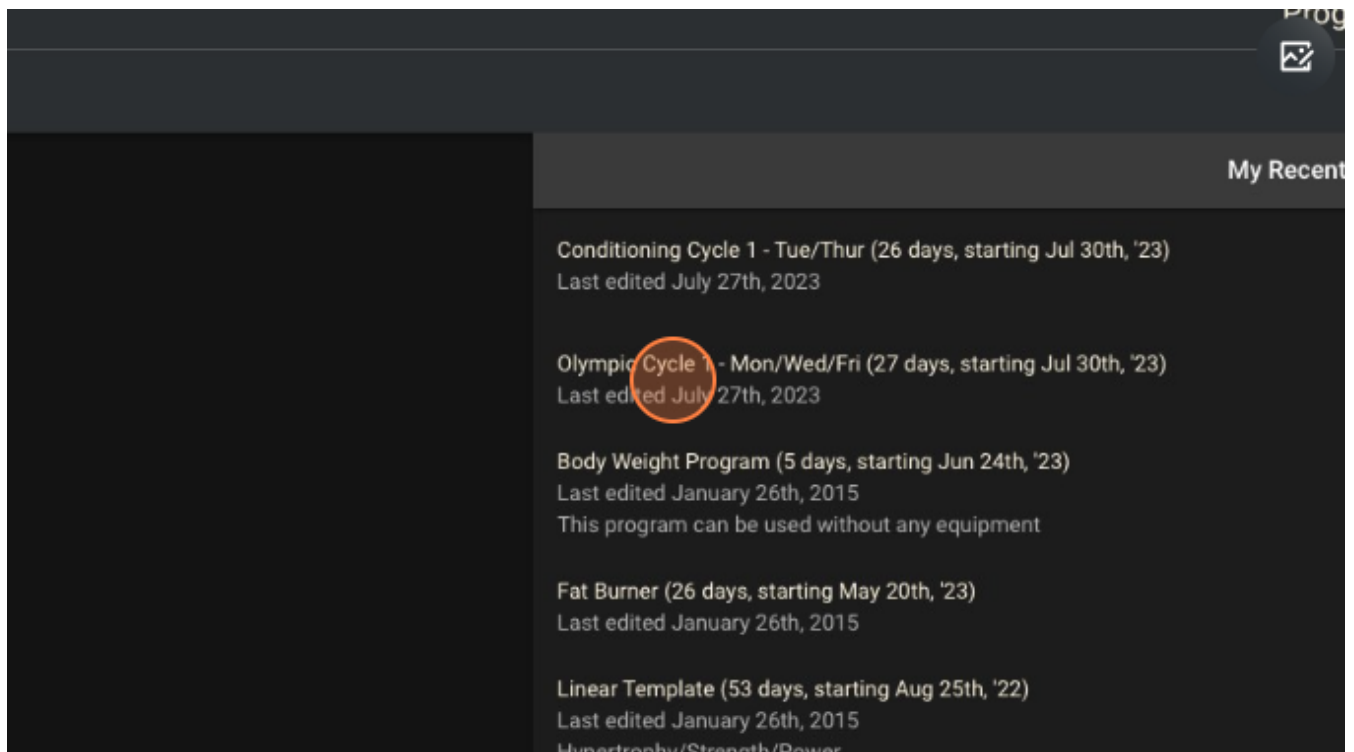 Prog
My Recent
Conditioning Cycle 1 - Tue/Thur (26 days, starting Jul 30th, '23)
Last edited July 27th, 2023
Olympic Cycle 1 - Mon/Wed/Fri (27 days, starting Jul 30th, '23)
Last edited July 27th, 2023
Body Weight Program (5 days, starting Jun 24th, '23)
Last edited January 26th, 2015
This program can be used without any equipment
Fat Burner (26 days, starting May 20th, '23)
Last edited January 26th, 2015
Linear Template (53 days, starting Aug 25th, '22)
Last edited January 26th, 2015
Hypertrophy/Strength/Power